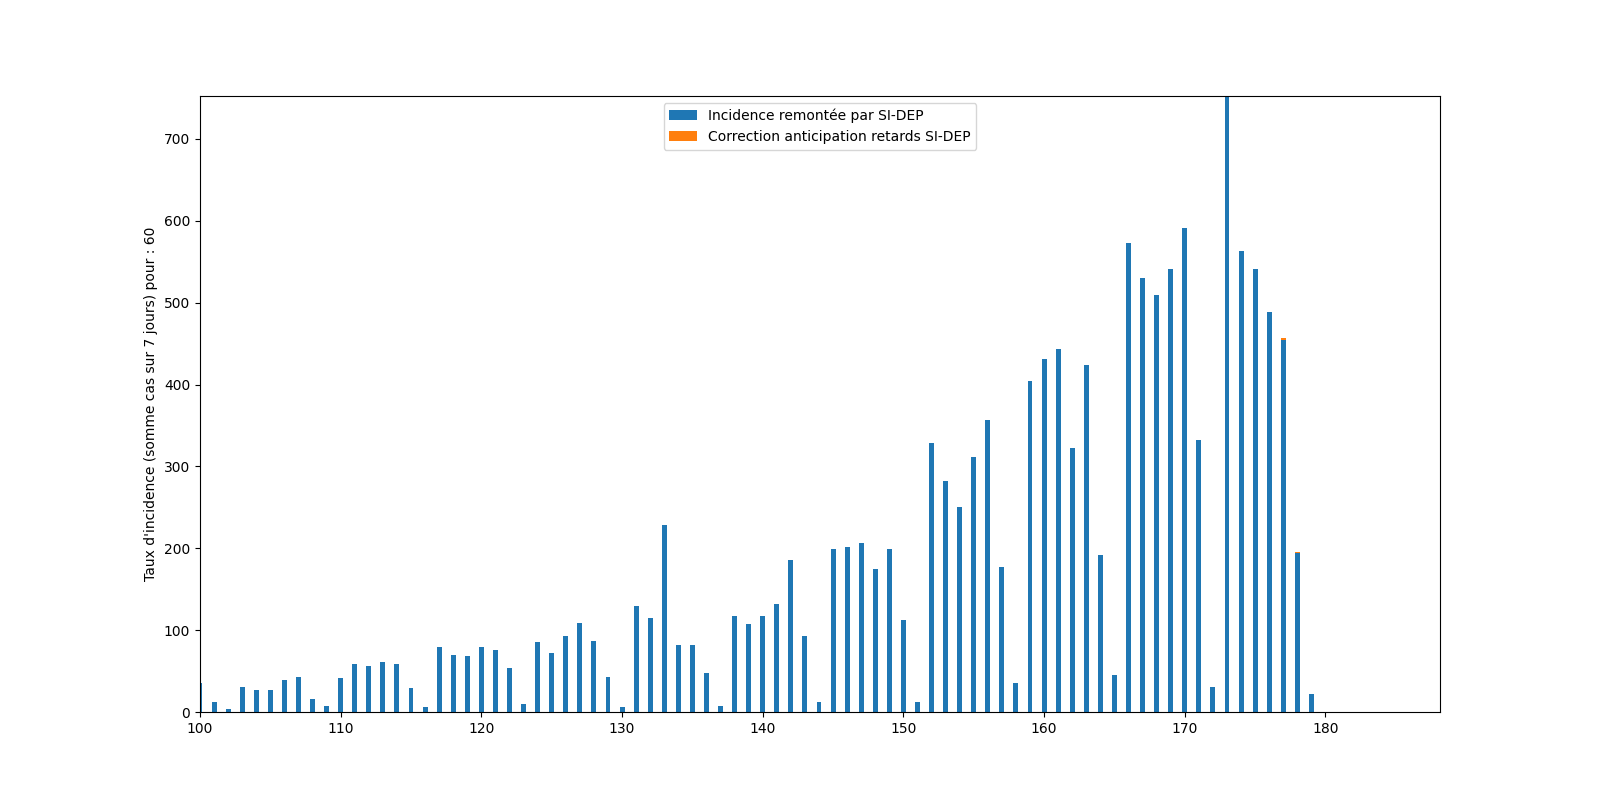 Incidence remontée par SI-DEP
Correction anticipation retards SI-DEP
Taux d'incidence (somme cas sur 7 jours) pour : 60
700
600
500
400
300
200
100
0
100 110 120 130 140 150 160 170 180